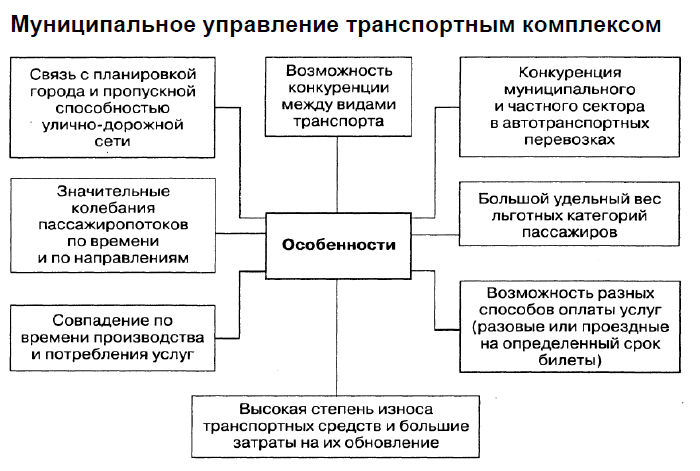 Муниципальное управление транспортным комплексом
Связь с планировкой
города и пропускной
способностью
улично-дорожной
сети
Возможность
конкуренции
между видами
транспорта
Конкуренция
муниципального
и частного сектора
в автотранспортных
перевозках
Значительные
колебания
пассажиропотоков
по времени
и по направлениям
Особенности
Большой удельный вес
льготных категорий
пассажиров
Совпадение по
времени производства
и потребления услуг
Возможность разных
способов оплаты услуг
(разовые или проездные
на определенный срок
билеты)
Высокая степень износа
транспортных средств и большие
затраты на их обновление